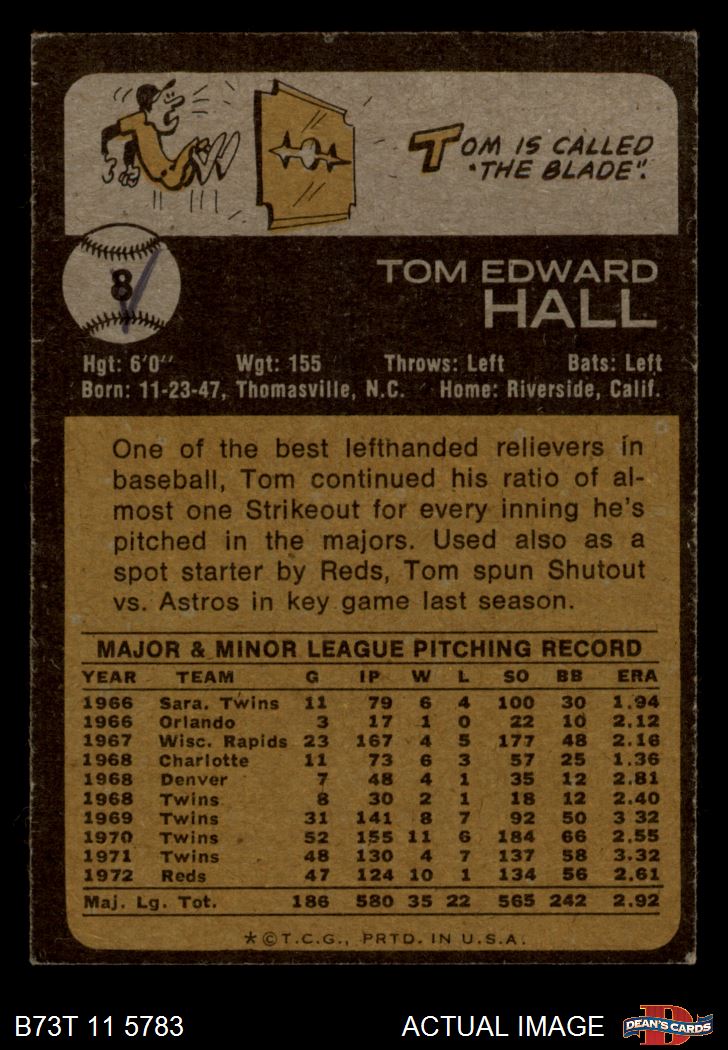 TOM IS CALLED
"THE BLADE".
8
TOM EDWARD
HALL
Hgt: 6'0" Wgt: 155 Throws: Left Bats: Left
Born: 11-23-47, Thomasville, N.C. Home: Riverside, Calif.
One of the best lefthanded relievers in
baseball, Tom continued his ratio of al-
most one Strikeout for every inning he's
pitched in the majors. Used also as a
spot starter by Reds, Tom spun Shutout
vs. Astros in key game last season.
MAJOR & MINOR LEAGUE PITCHING RECORD
YEAR TEAM G IP W L SO BB ERA
1966 Sara. Twins 11 79 6 4 100 30 1.94
1966 Orlando 3 17 1 0 22 10 2.12
1967 Wisc. Rapids 23 167 4 5 177 48 2.16
1968 Charlotte 11 73 6 3 57 25 1.36
1968 Denver 7 48 4 1 35 12 2.81
1968 Twins 8 30 2 1 18 12 2.40
1969 Twins 31 141 8 7 92 50 3.32
1970 Twins 52 155 11 6 184 66 2.55
1971 Twins 48 130 4 7 137 58 3.32
1972 Reds 47 124 10 1 134 56 2.61
Maj. Lg. Tot. 186 580 35 22 565 242 2.92
*©T.C.G., PRTD. IN U.S.A.
B73T 11 5783 ACTUAL IMAGE D DEAN'S CARDS